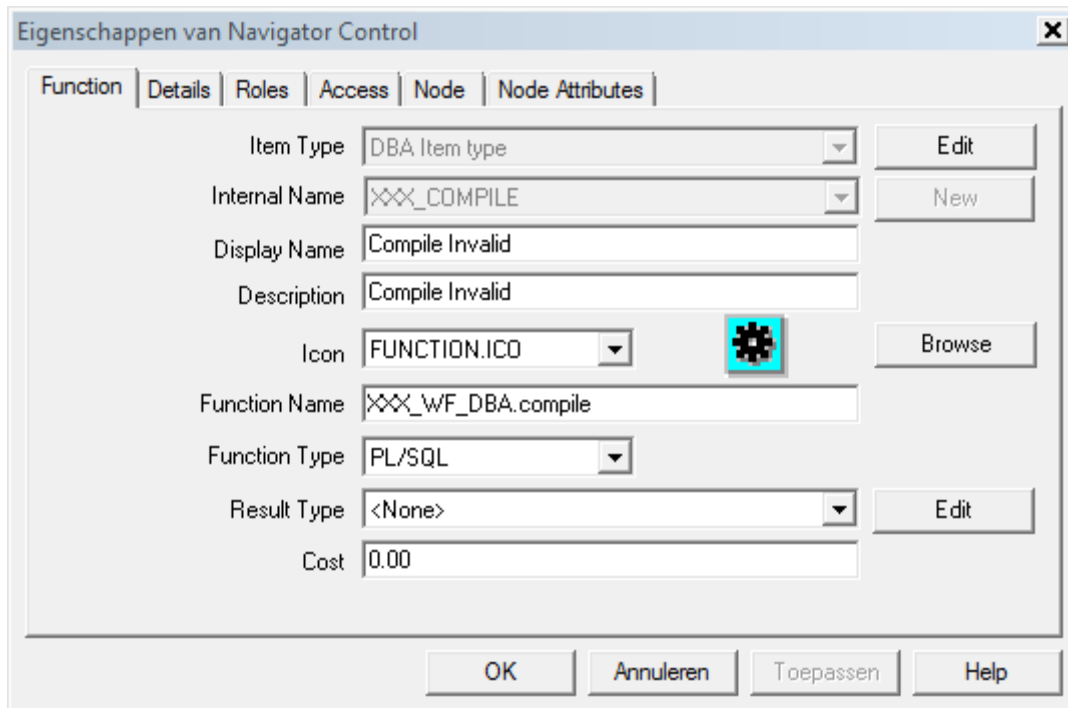 Eigenschappen van Navigator Control
Function Details Roles Access Node Node Attributes
Item Type DBA Item type Edit
Internal Name XXX_COMPILE New
Display Name Compile Invalid
Description Compile Invalid
Icon FUNCTION.ICO Browse
Function Name XXX_WF_DBA.compile
Function Type PL/SQL
Result Type <None> Edit
Cost 0.00
OK Annuleren Toepassen Help